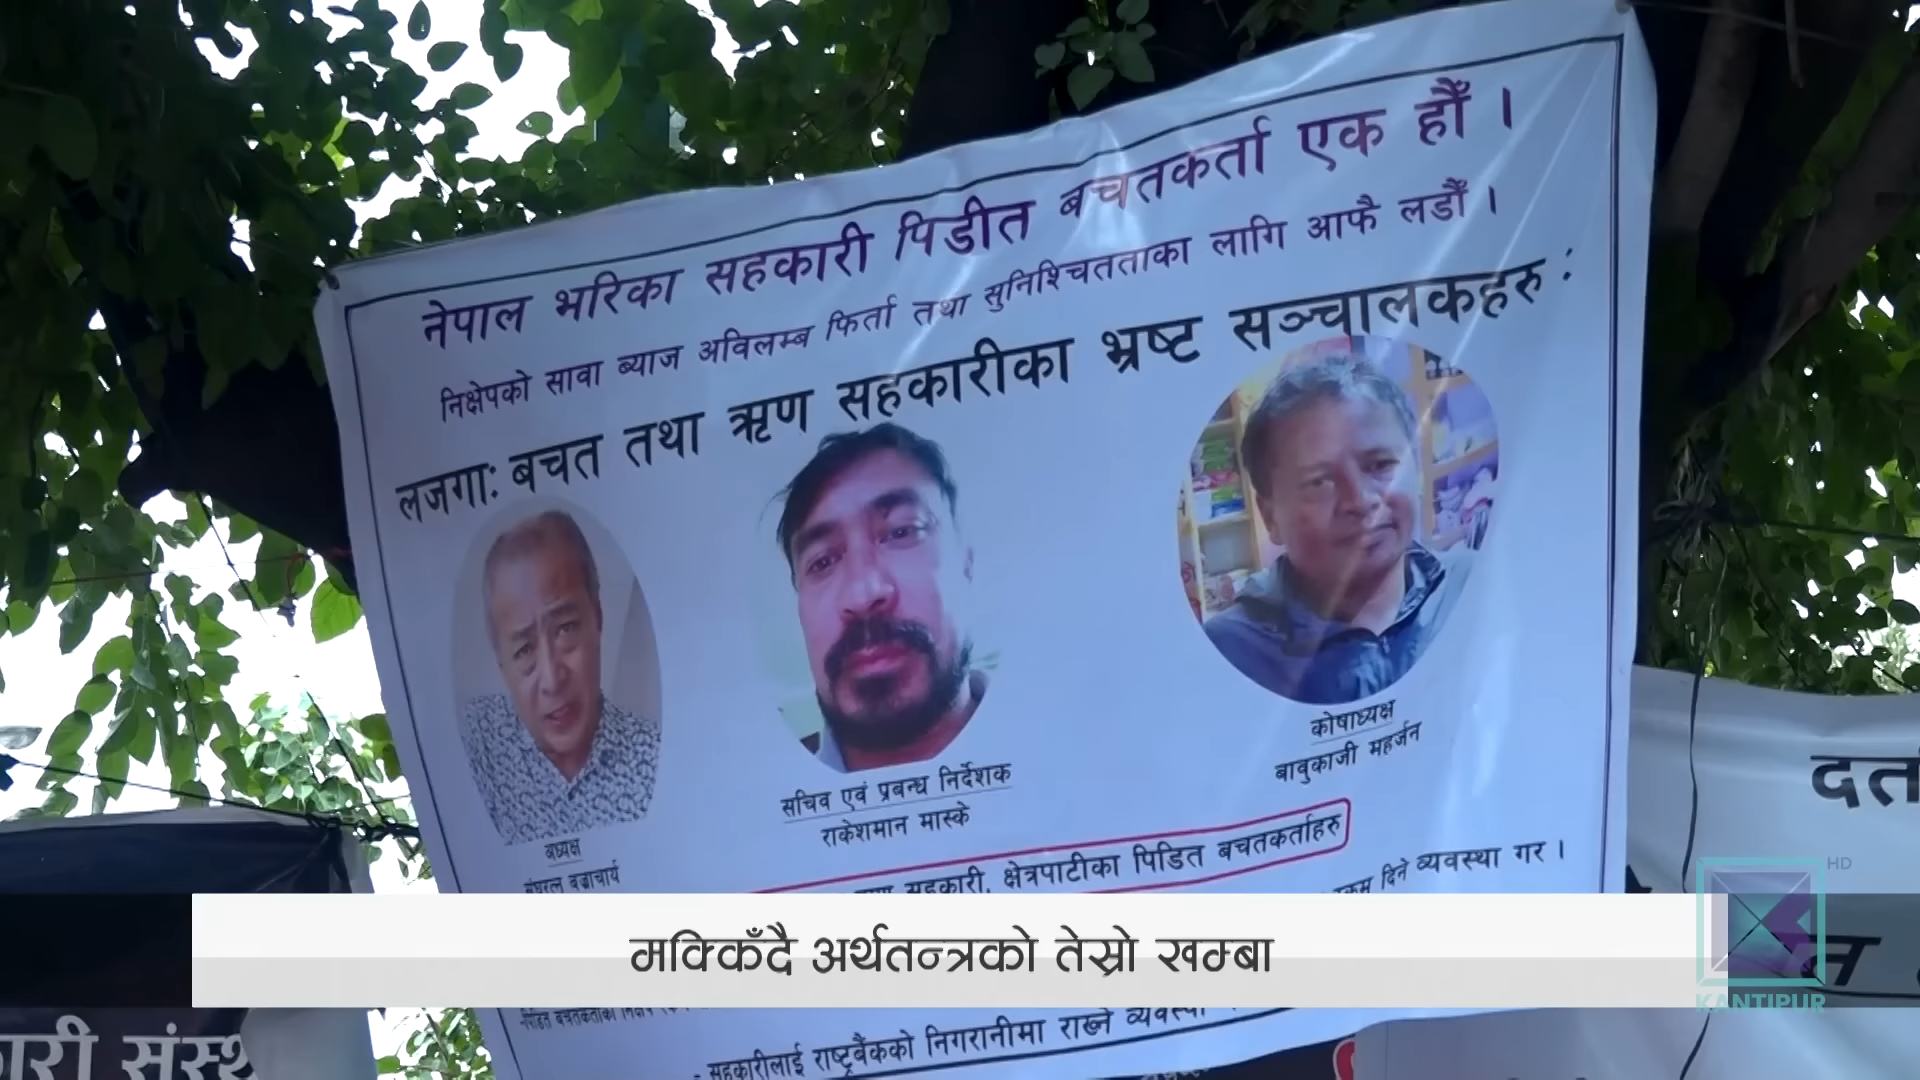 नेपाल भरिका सहकारी पिडीत बचतकर्ता एक हौं ।
निक्षेपको सावा ब्याज अविलम्ब फिर्ता तथा सुनिश्चितताका लागि आफै लडौं ।
लजगाः बचत तथा ऋण सहकारीका भ्रष्ट सञ्चालकहरु :
अध्यक्ष
बज्राचार्य
सचिव एवं प्रबन्ध निर्देशक
राकेशमान मास्के
कोषाध्यक्ष
बाबुकाजी महर्जन
सहकारी, क्षेत्रपाटीका पिडित बचतकर्ताहरु
दिने व्यवस्था गर ।
मक्किँदै अर्थतन्त्रको तेस्रो खम्बा
HD
KANTIPUR
- सहकारीलाई राष्ट्रबैंकको निगरानीमा राख्ने व्यवस्था